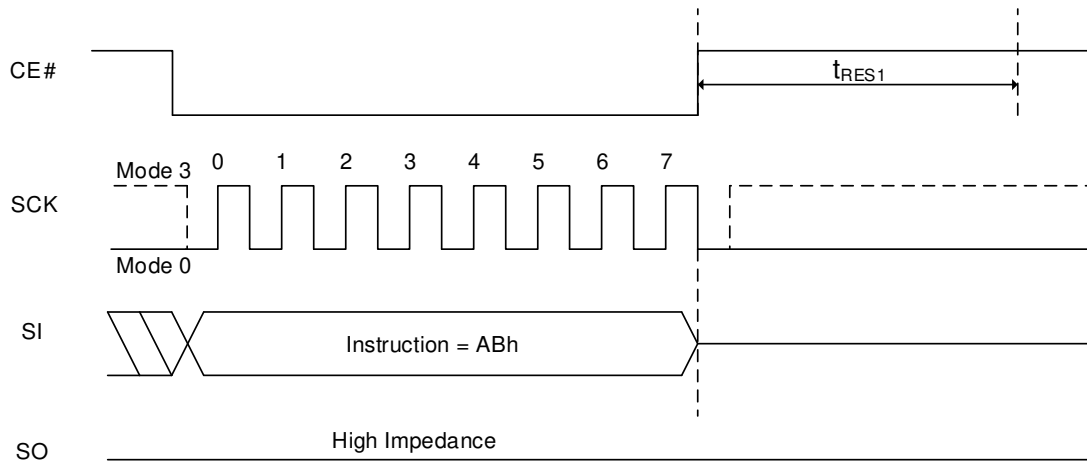 CE#
tRES1
Mode 3
0 1 2 3 4 5 6 7
SCK
Mode 0
SI
Instruction = ABh
High Impedance
SO